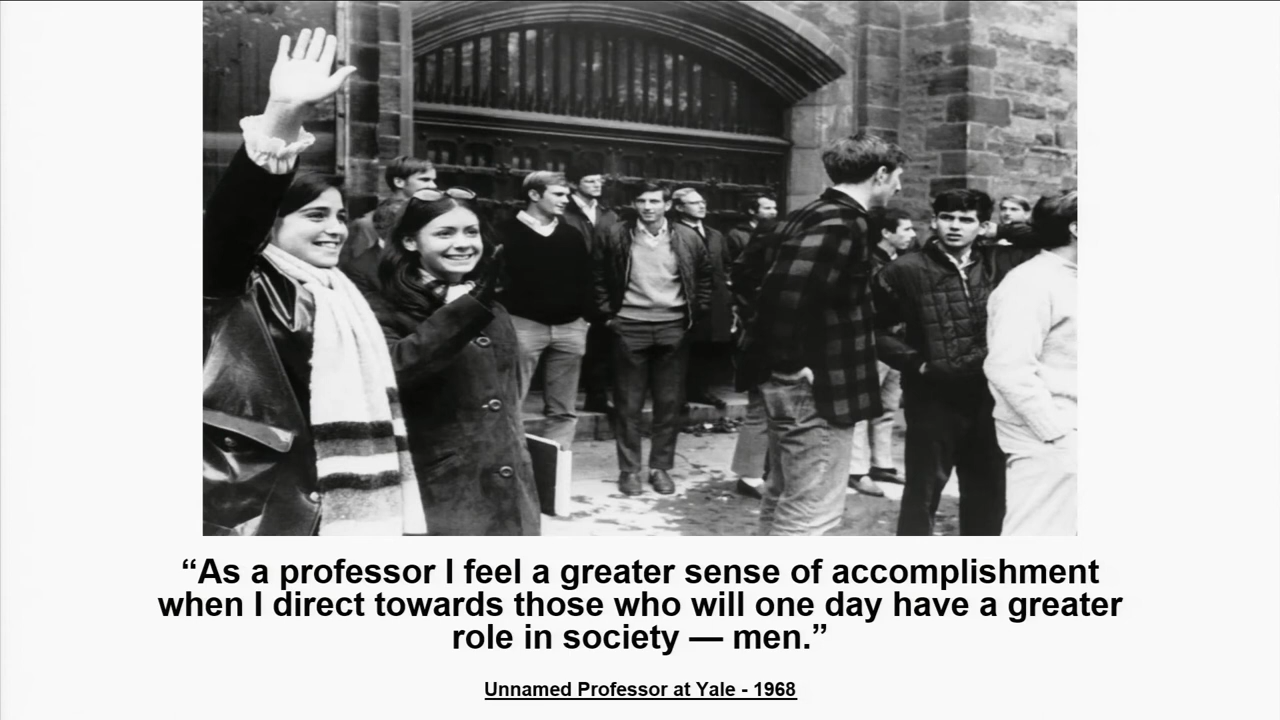 “As a professor I feel a greater sense of accomplishment
when I direct towards those who will one day have a greater
role in society — men.”
Unnamed Professor at Yale - 1968